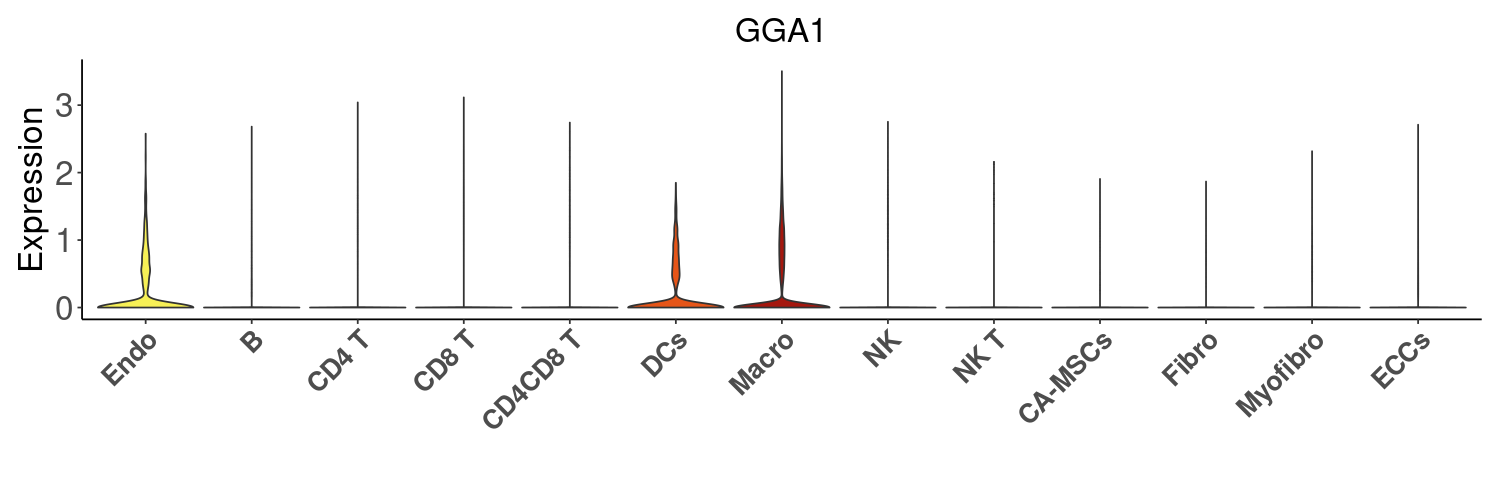 GGA1
Expression
3
2
1
0
Endo
B
CD4 T
CD8 T
CD4CD8 T
DCs
Macro
NK
NK T
CA-MSCs
Fibro
Myofibro
ECCs